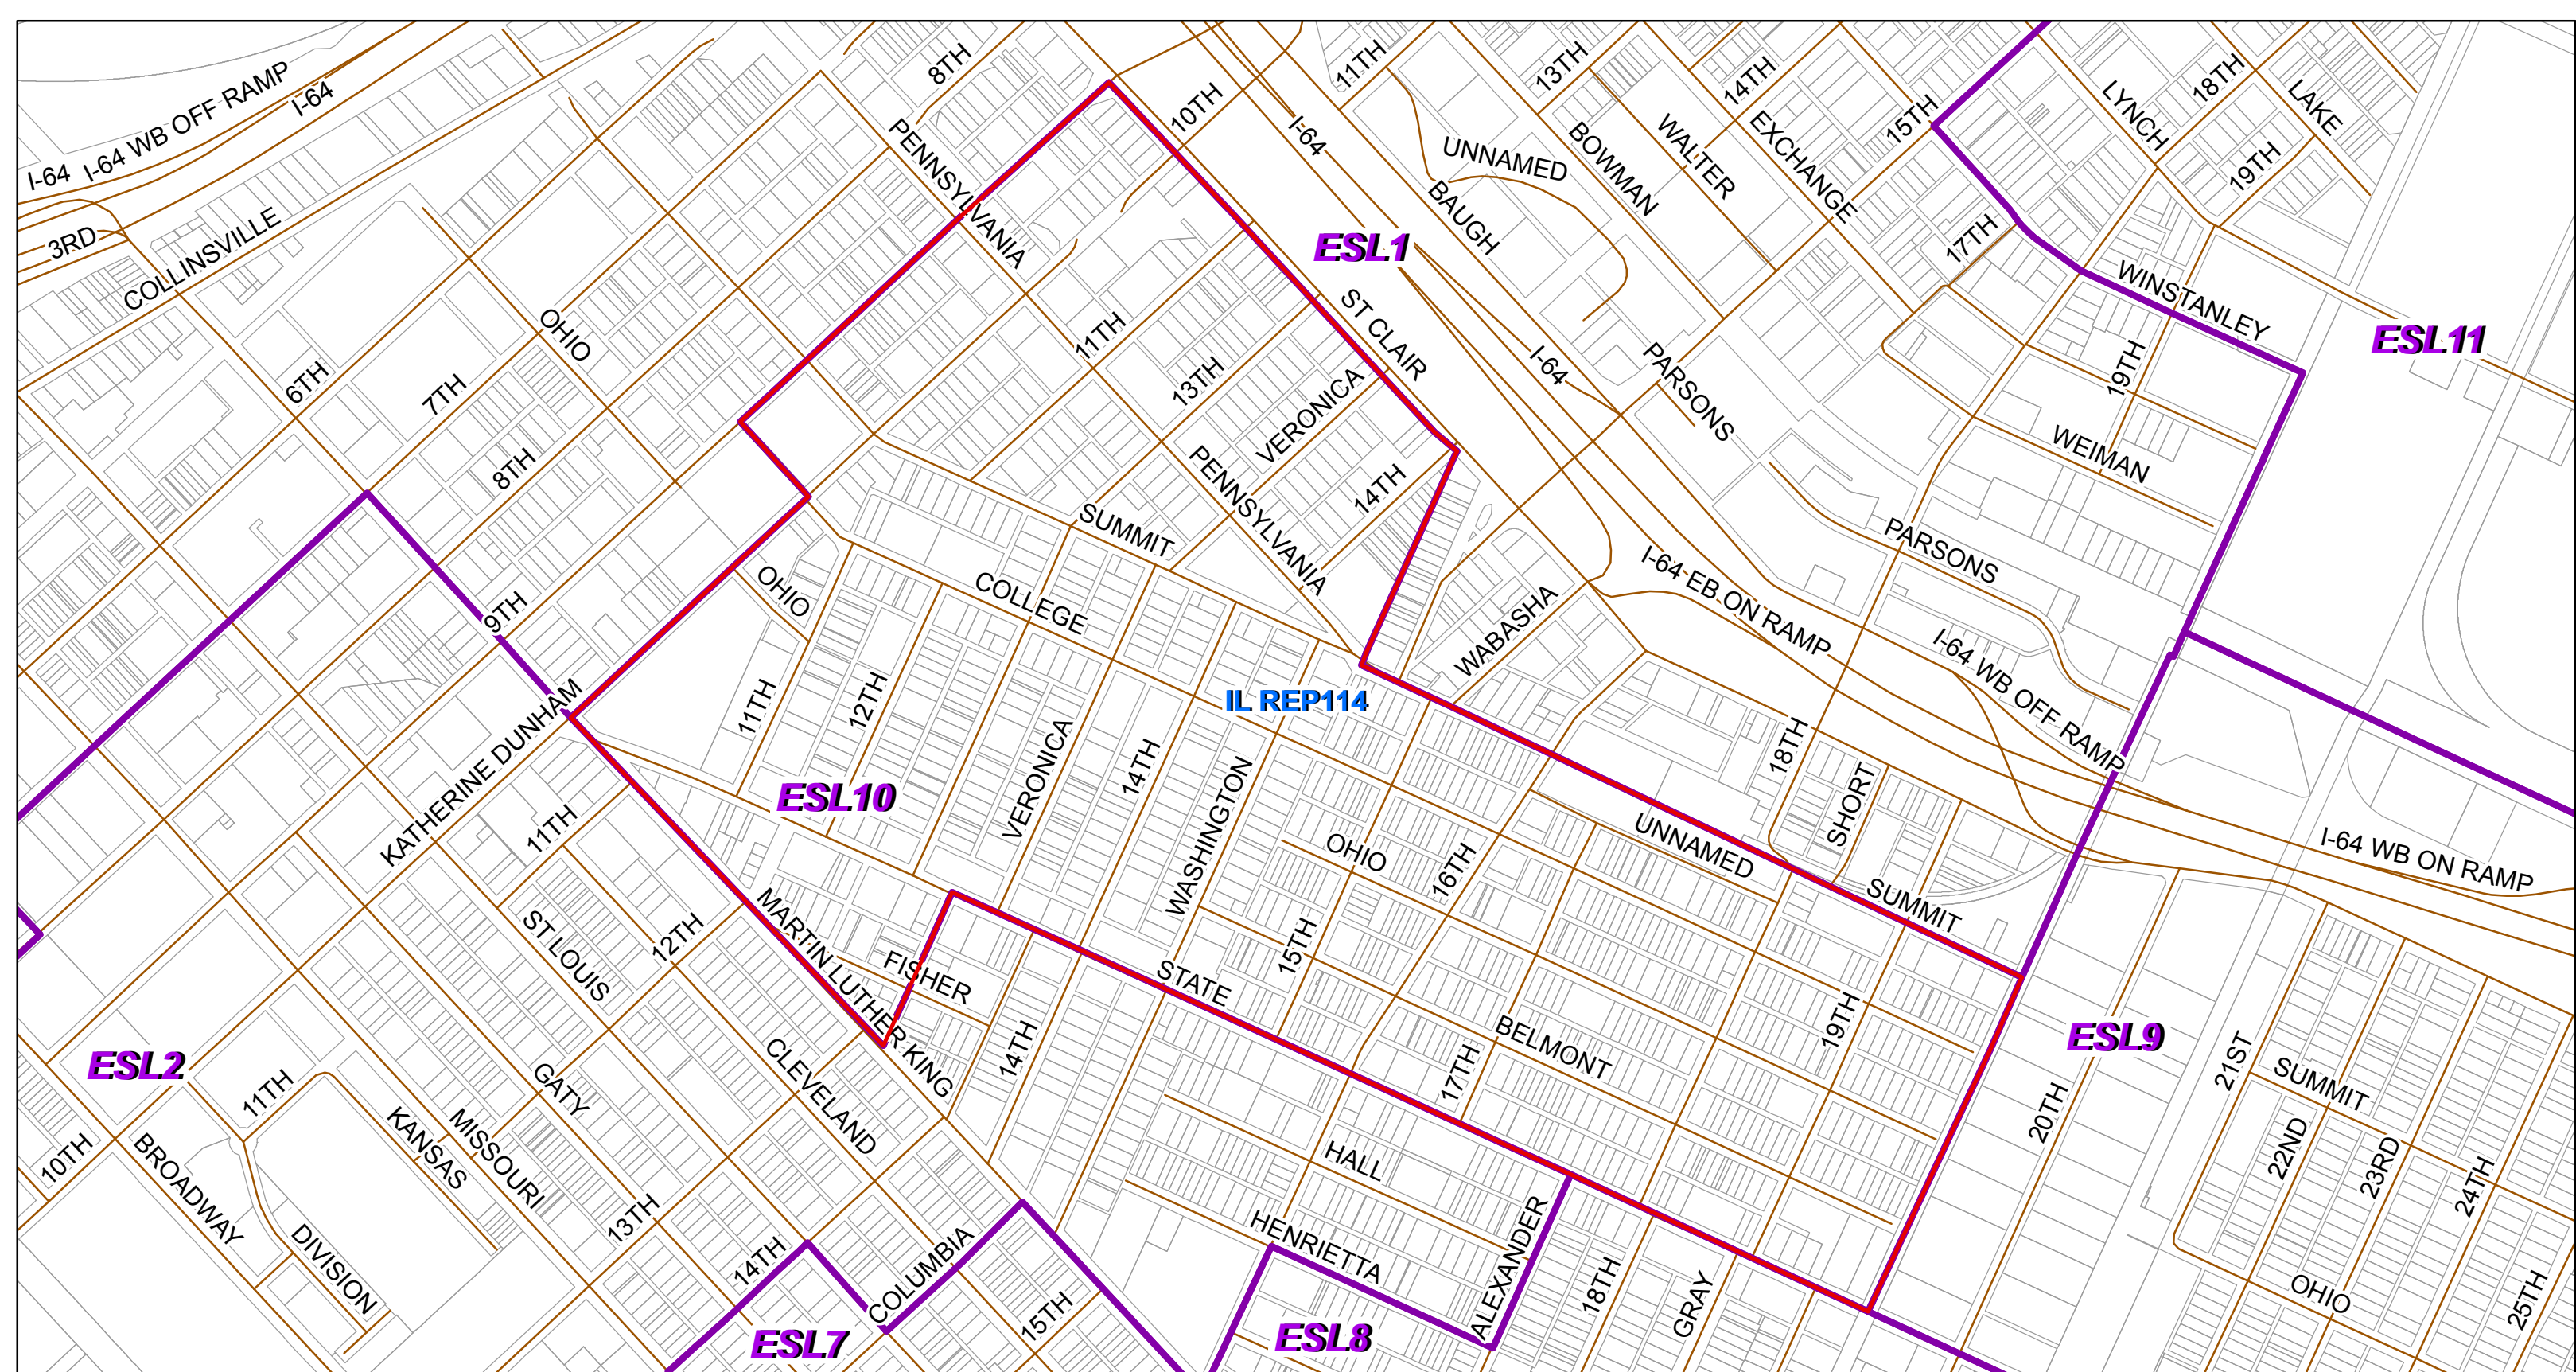 8TH
10TH
11TH
13TH
14TH
15TH
LYNCH
18TH
LAKE
I-64 WB OFF RAMP
I-64
I-64
I-64
UNNAMED
BOWMAN
WALTER
EXCHANGE
19TH
PENNSYLVANIA
3RD
COLLINSVILLE
BAUGH
17TH
ESL1
WINSTANLEY
ESL11
OHIO
11TH
ST CLAIR
6TH
7TH
13TH
VERONICA
I-64
PARSONS
19TH
8TH
PENNSYLVANIA
14TH
WEIMAN
SUMMIT
PARSONS
9TH
OHIO
COLLEGE
WABASHA
I-64 EB ON RAMP
I-64 WB OFF RAMP
KATHERINE DUNHAM
11TH
12TH
IL REP114
ESL10
VERONICA
14TH
WASHINGTON
18TH
SHORT
11TH
OHIO
16TH
UNNAMED
I-64 WB ON RAMP
ST LOUIS
12TH
MARTIN LUTHER KING
FISHER
STATE
15TH
SUMMIT
ESL2
CLEVELAND
14TH
BELMONT
19TH
ESL9
11TH
GATY
17TH
20TH
21ST
SUMMIT
10TH
BROADWAY
KANSAS
MISSOURI
HALL
22ND
23RD
24TH
DIVISION
13TH
14TH
COLUMBIA
HENRIETTA
ALEXANDER
18TH
GRAY
OHIO
25TH
ESL7
15TH
ESL8